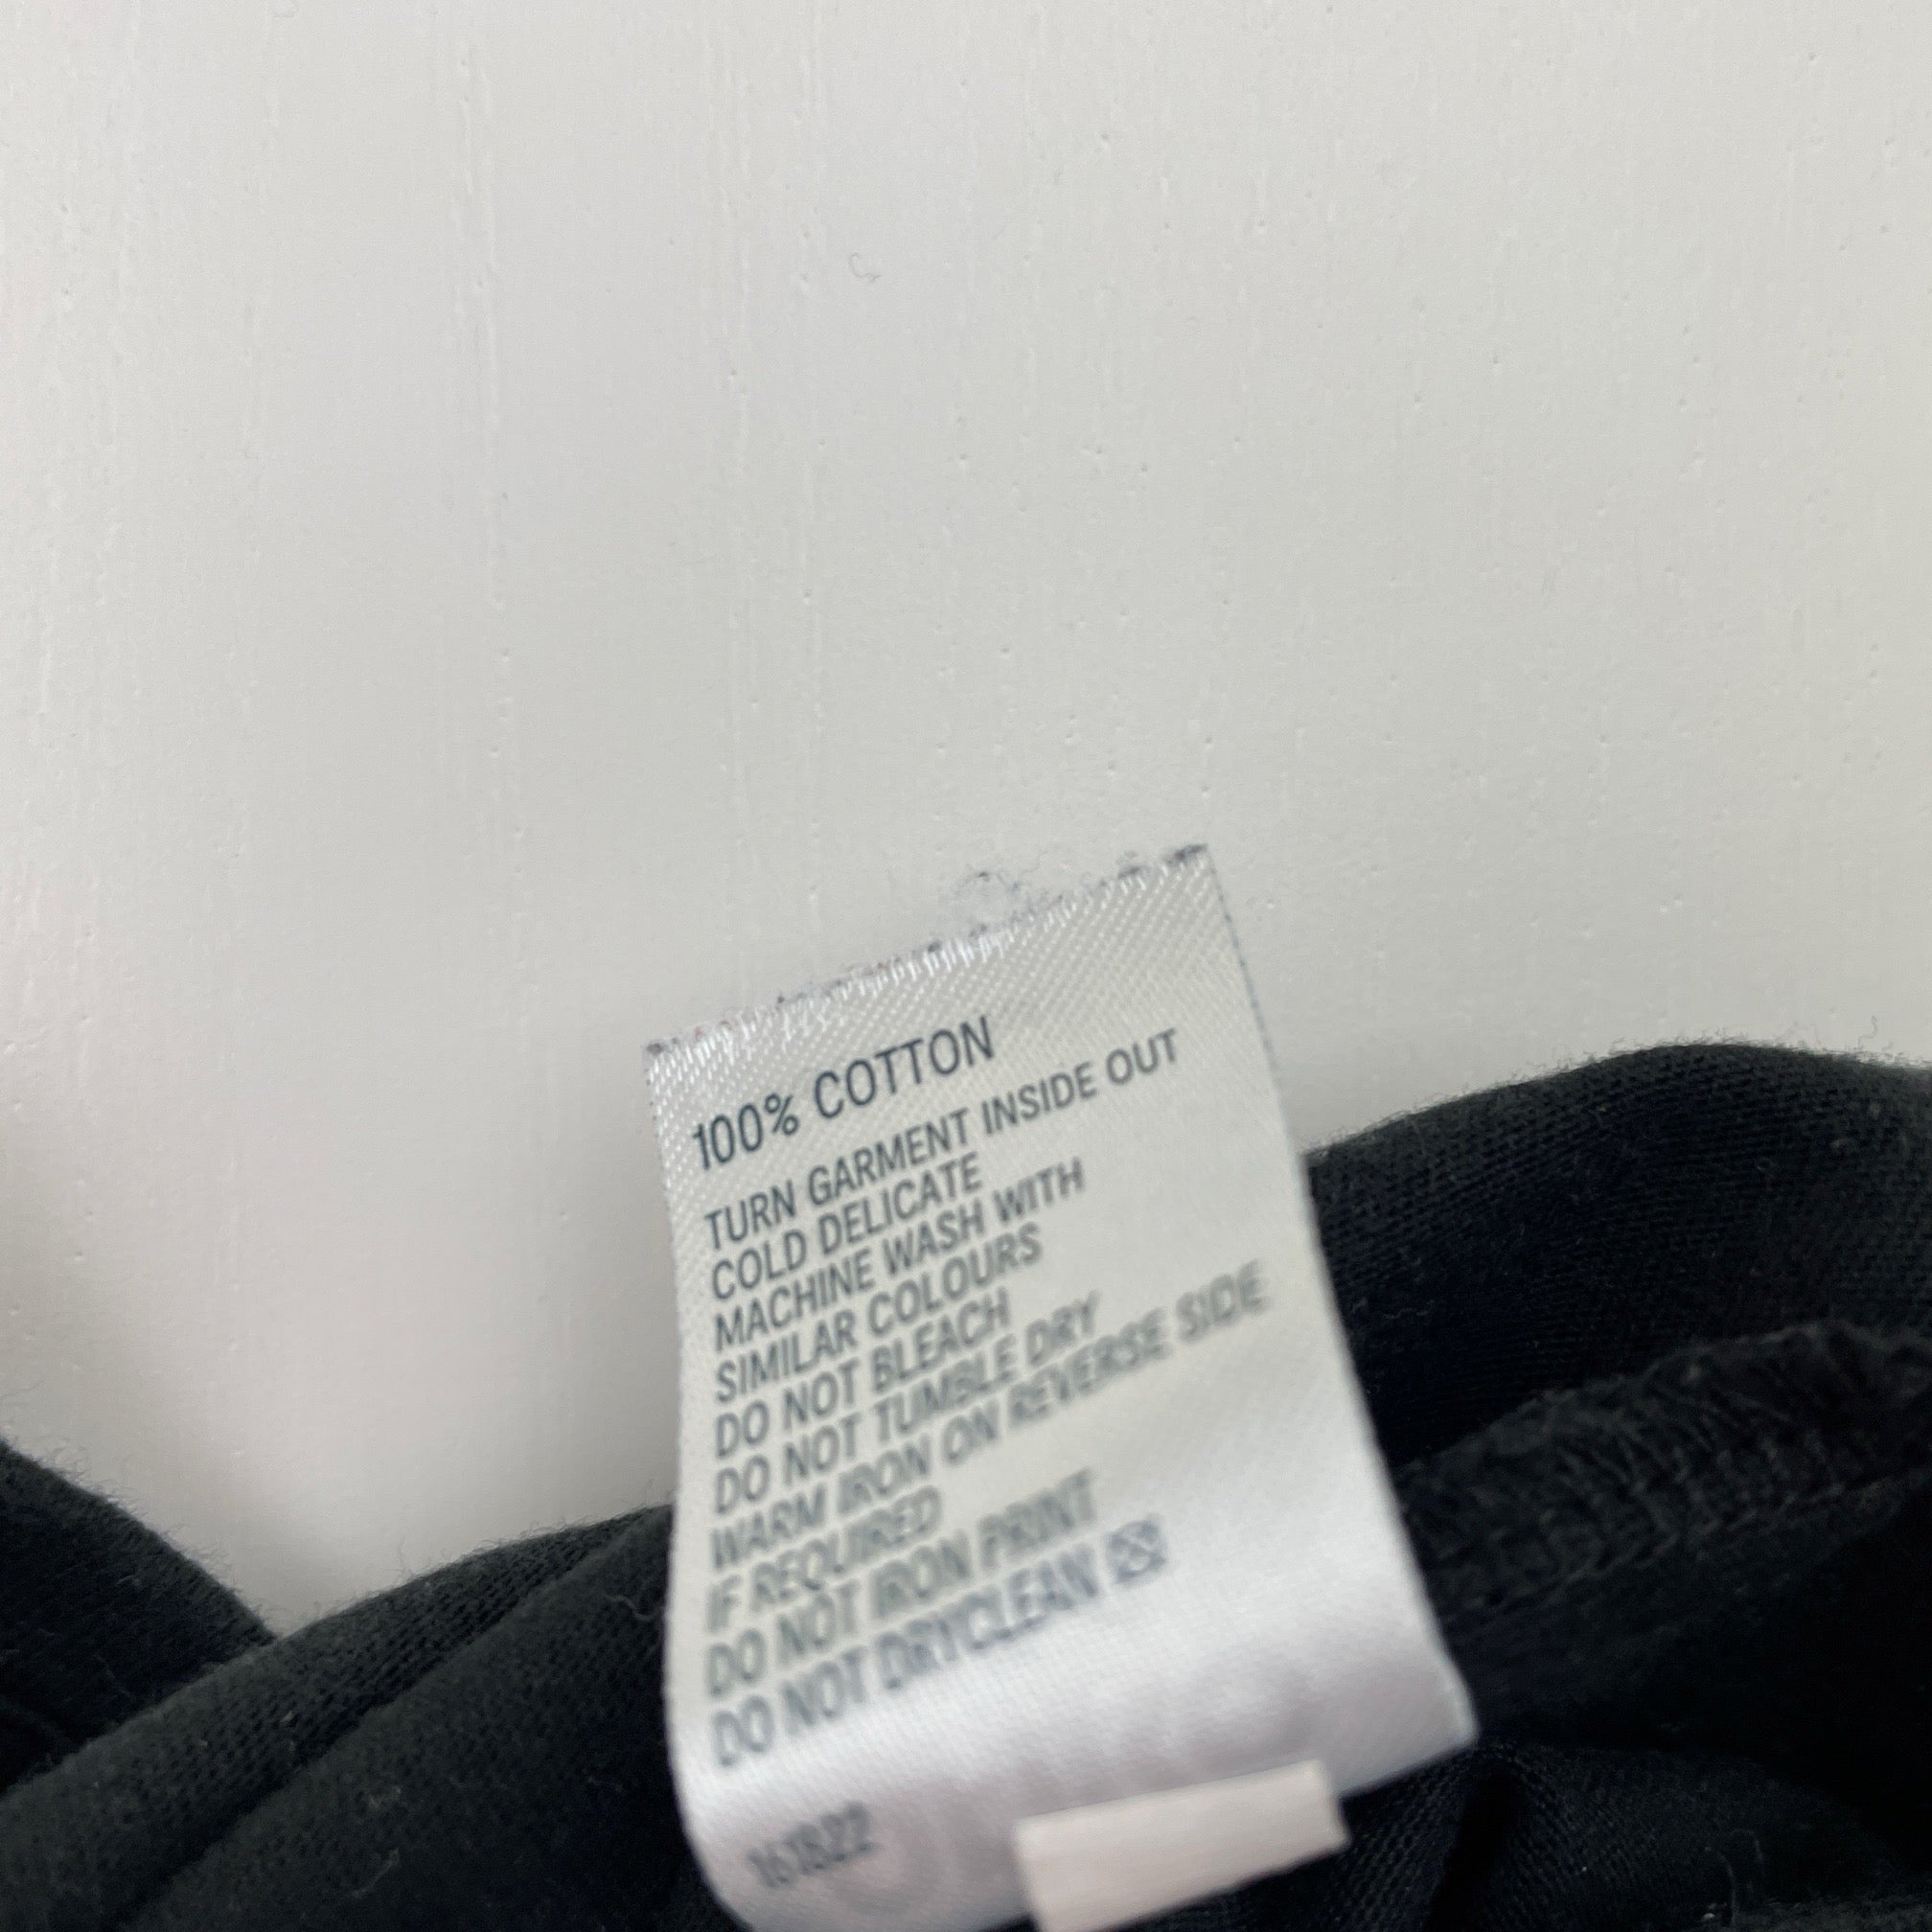 100% COTTON
TURN GARMENT INSIDE OUT
COLD DELICATE
MACHINE WASH WITH
SIMILAR COLOURS
DO NOT BLEACH
DO NOT TUMBLE DRY
WARM IRON ON REVERSE SIDE
IF REQUIRED
DO NOT IRON PRINT
DO NOT DRYCLEAN